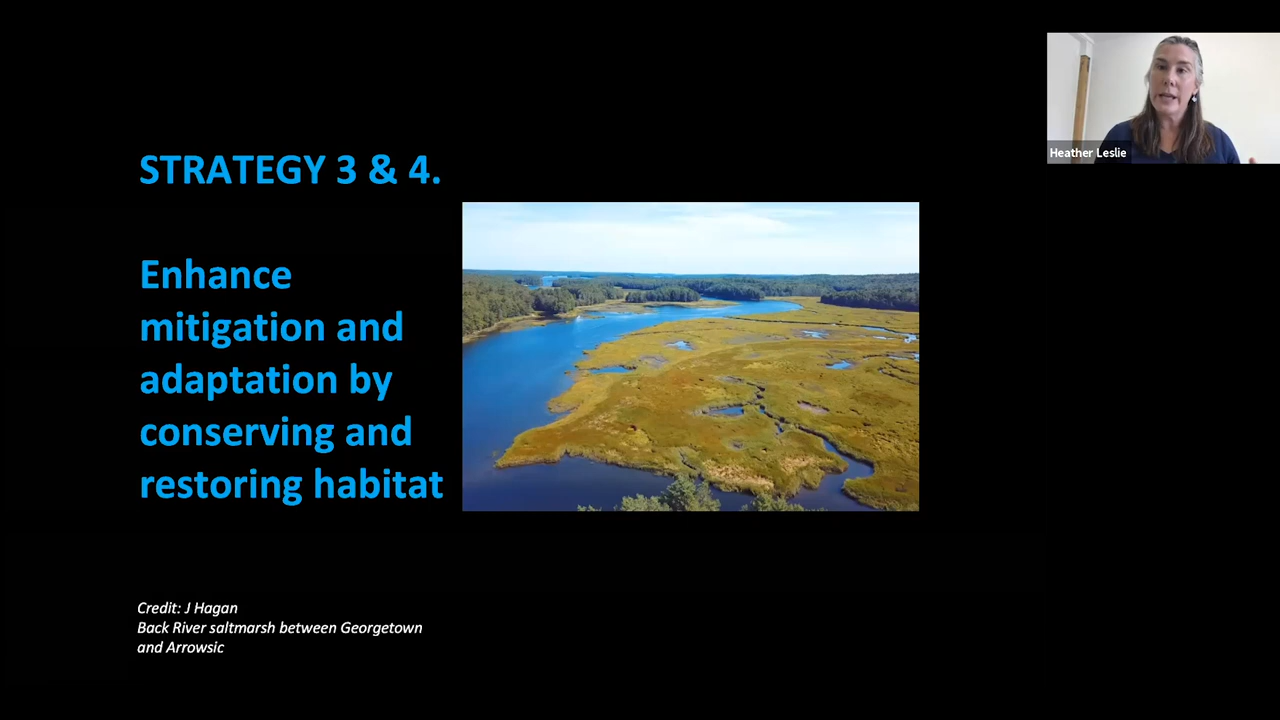 STRATEGY 3 & 4.
Enhance
mitigation and
adaptation by
conserving and
restoring habitat
Credit: J Hagan
Back River saltmarsh between Georgetown
and Arrowsic
Heather Leslie